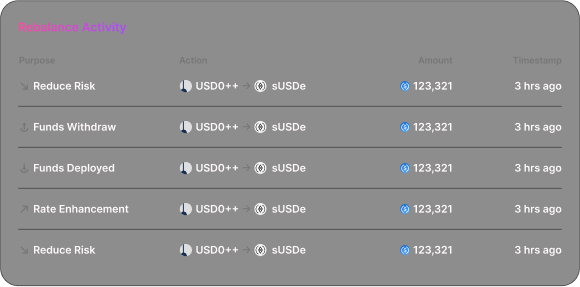 Rebalance Activity
Purpose Action Amount Timestamp
Reduce Risk USD0++ → sUSDe 123,321 3 hrs ago
Funds Withdraw USD0++ → sUSDe 123,321 3 hrs ago
Funds Deployed USD0++ → sUSDe 123,321 3 hrs ago
Rate Enhancement USD0++ → sUSDe 123,321 3 hrs ago
Reduce Risk USD0++ → sUSDe 123,321 3 hrs ago